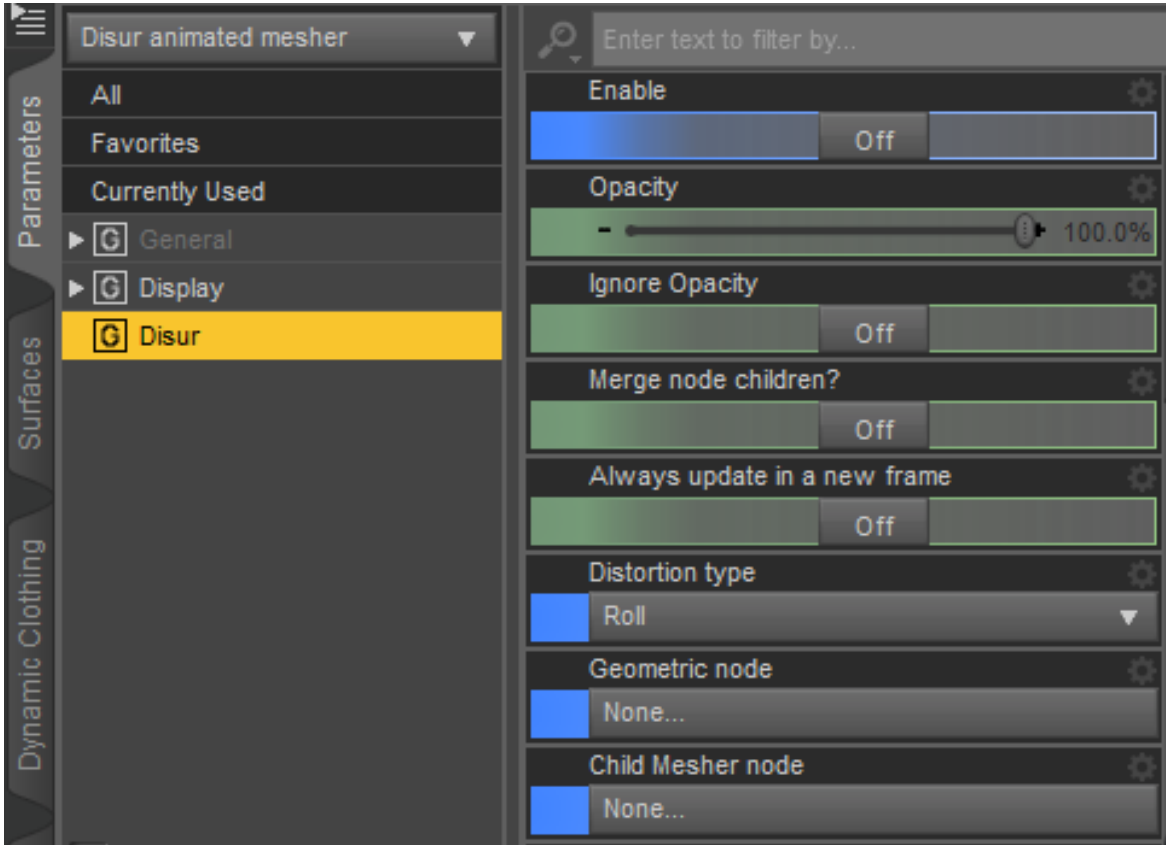 Parameters
Surfaces
Dynamic Clothing
Disur animated mesher
All
Favorites
Currently Used
G General
G Display
G Disur
Enter text to filter by...
Enable
Off
Opacity
100.0%
Ignore Opacity
Off
Merge node children?
Off
Always update in a new frame
Off
Distortion type
Roll
Geometric node
None...
Child Mesher node
None...